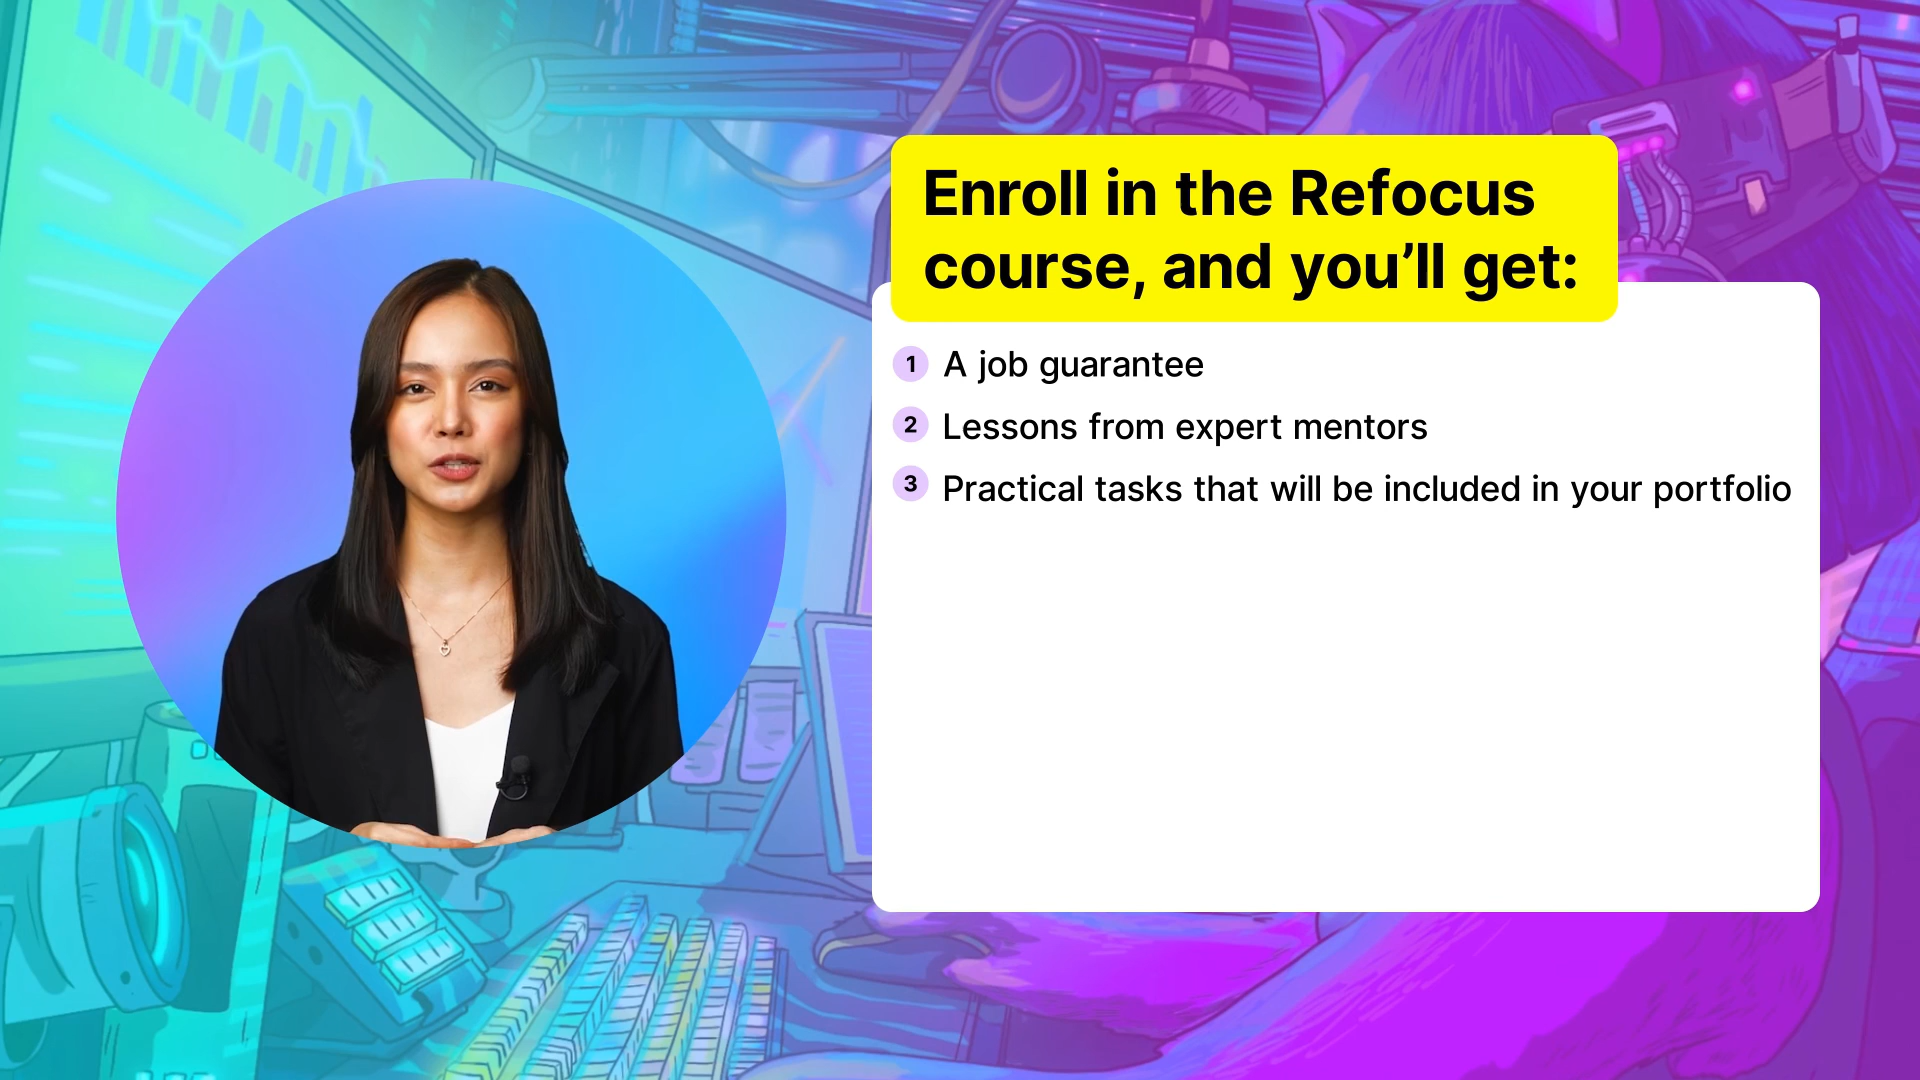 Enroll in the Refocus
course, and you’ll get:
1 A job guarantee
2 Lessons from expert mentors
3 Practical tasks that will be included in your portfolio